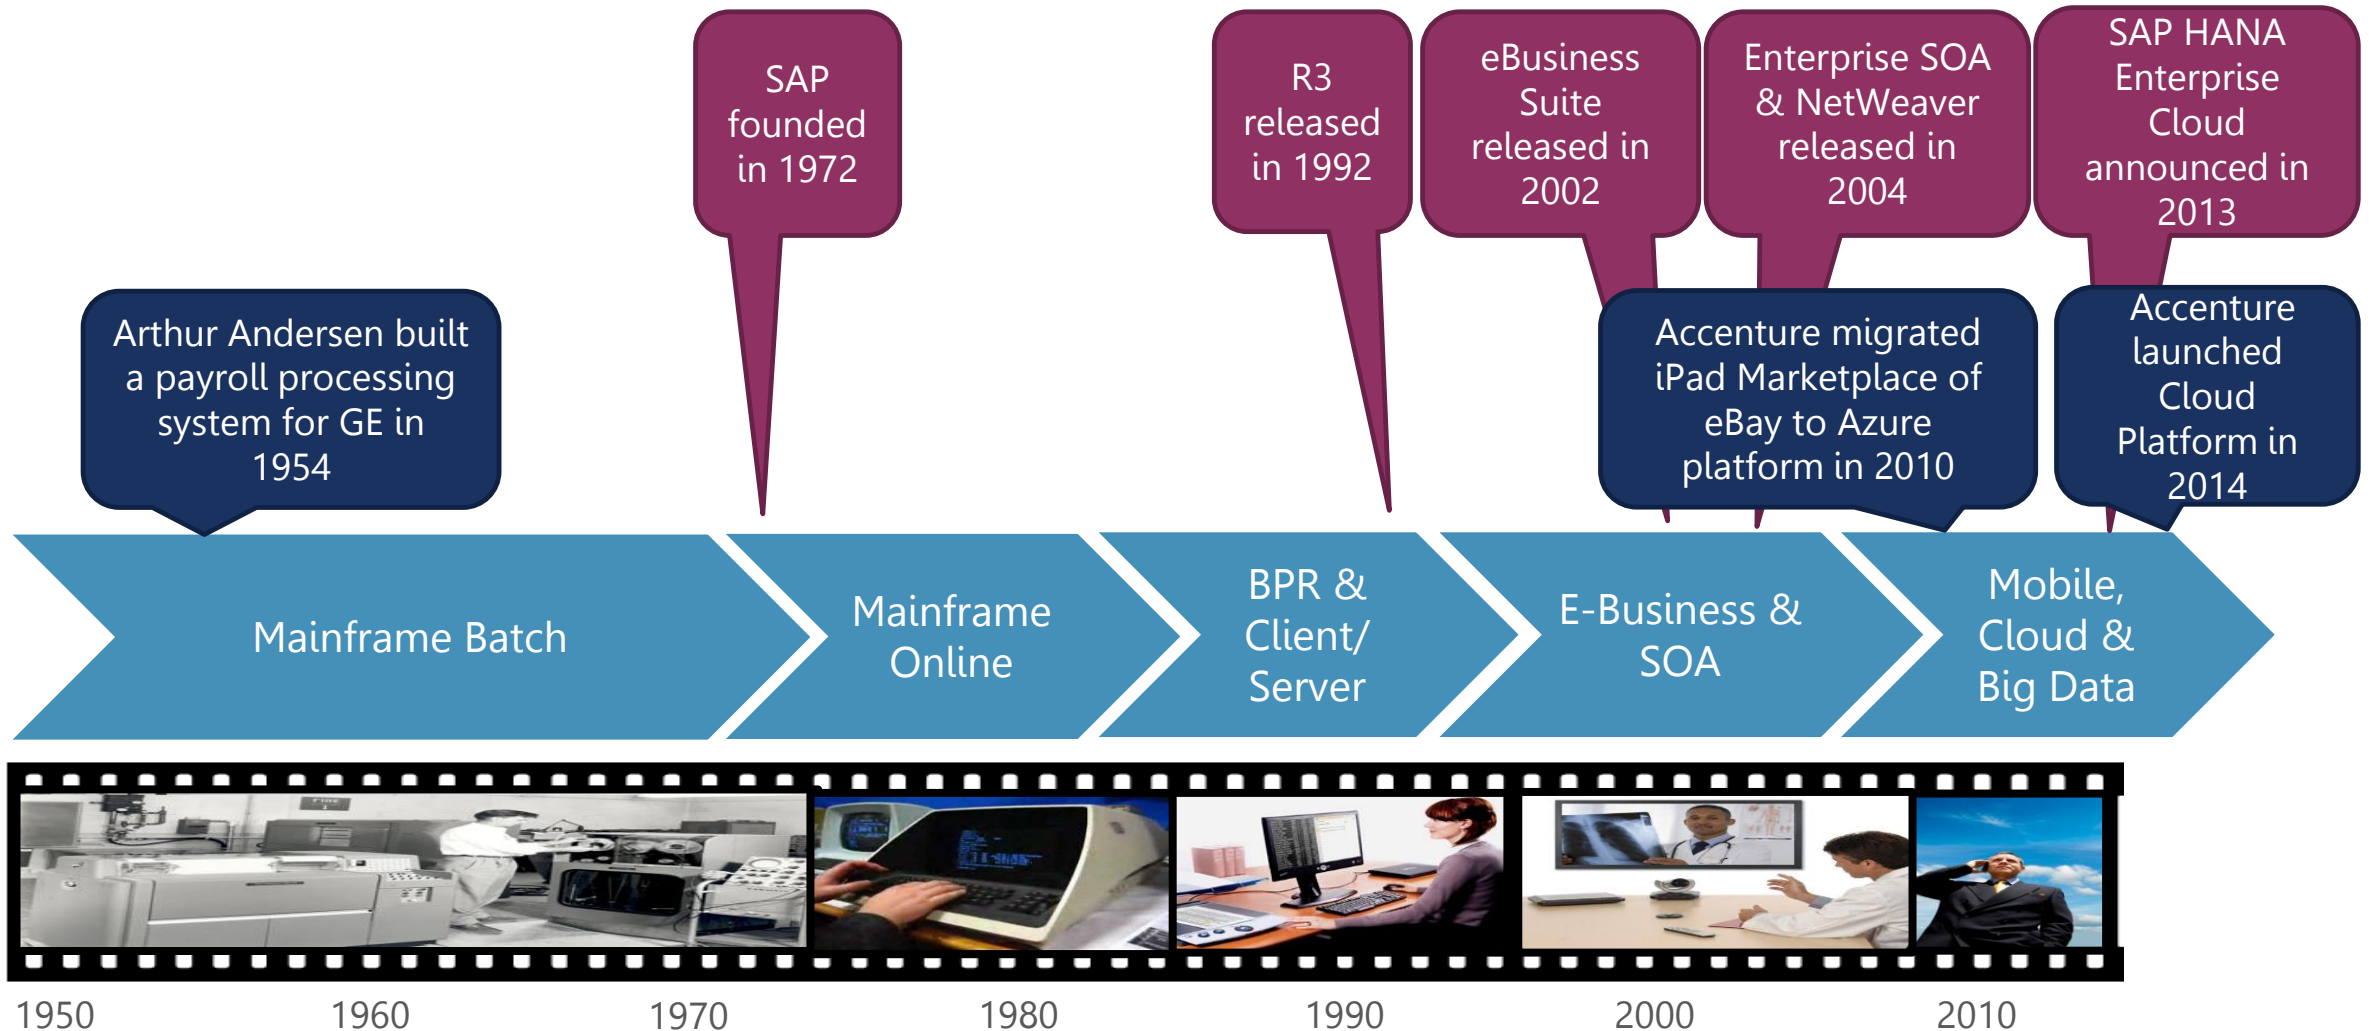 SAP
founded
in 1972
R3
released
in 1992
eBusiness
Suite
released in
2002
Enterprise SOA
& NetWeaver
released in
2004
SAP HANA
Enterprise
Cloud
announced in
2013
Arthur Andersen built
a payroll processing
system for GE in
1954
Accenture migrated
iPad Marketplace of
eBay to Azure
platform in 2010
Accenture
launched
Cloud
Platform in
2014
Mainframe Batch
Mainframe
Online
BPR &
Client/
Server
E-Business &
SOA
Mobile,
Cloud &
Big Data
1950
1960
1970
1980
1990
2000
2010